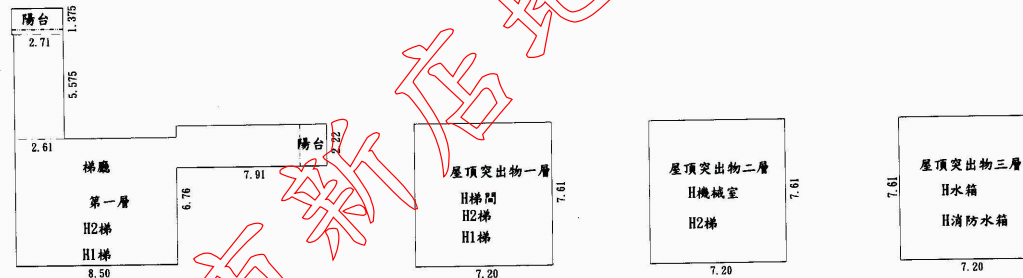 陽台
1.375
2.71
5.575
2.61
陽台
2.22
7.91
梯廳
第一層
H2梯
H1梯
6.76
8.50
屋頂突出物一層
H梯間
H2梯
H1梯
7.61
7.20
屋頂突出物二層
H機械室
H2梯
7.61
7.20
屋頂突出物三層
H水箱
H消防水箱
7.61
7.20
新店